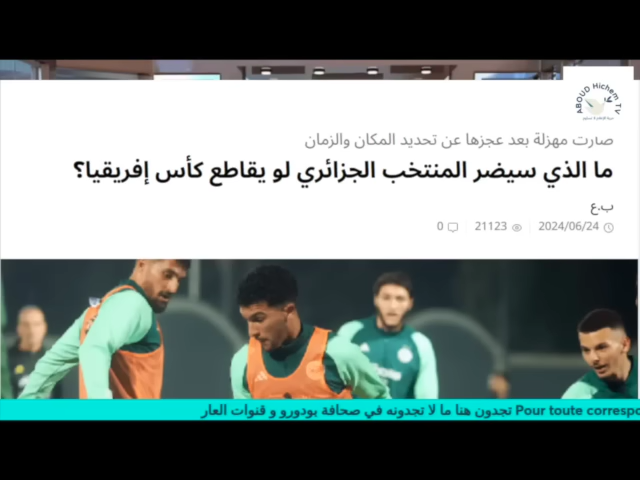 ABOUD Hichem TV
صارت مهزلة بعد عجزها عن تحديد المكان والزمان
ما الذي سيضر المنتخب الجزائري لو يقاطع كأس إفريقيا؟
ب.ع
2024/06/24 21123 0
تجدون هنا ما لا تجدونه في صحافة بودورو و قنوات العار Pour toute correspo